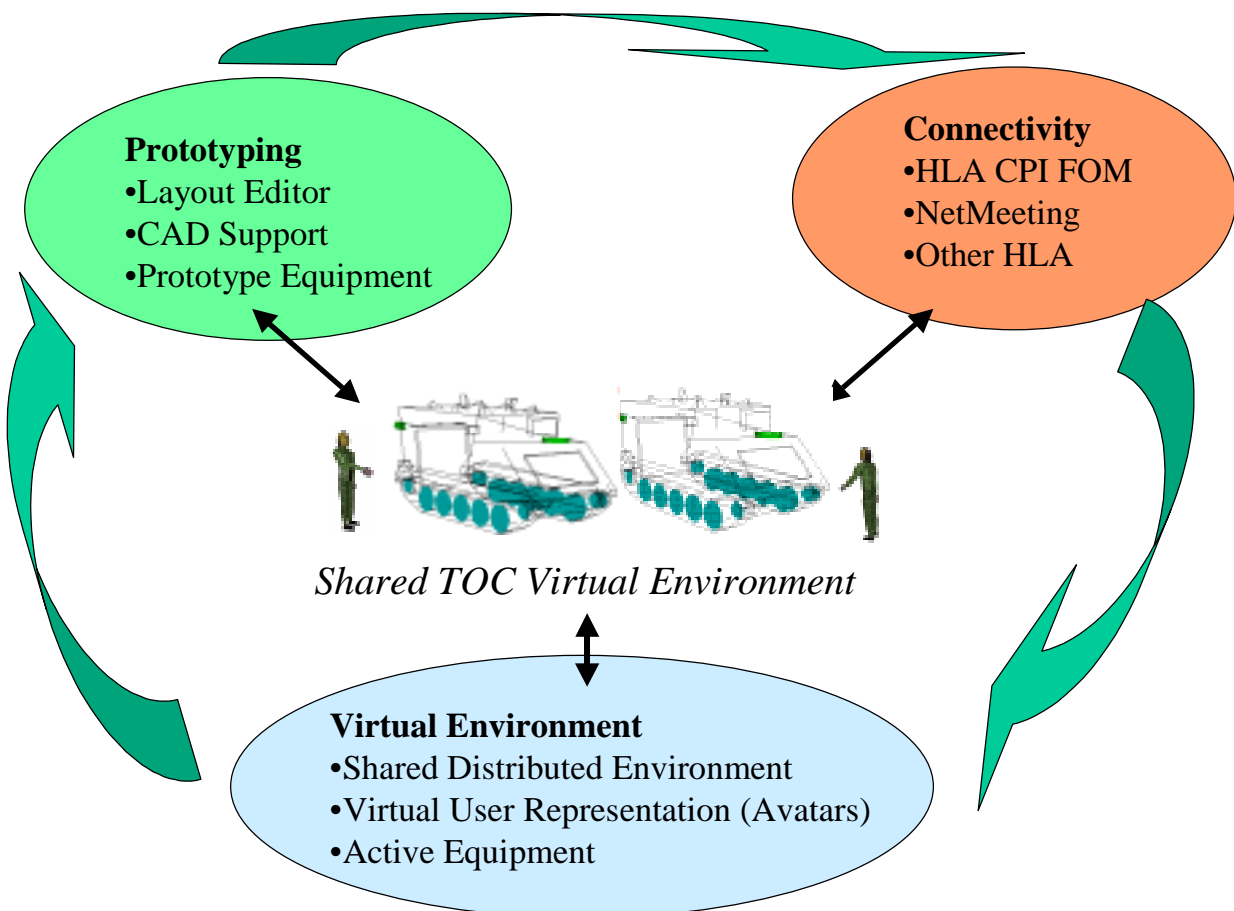 Prototyping
•Layout Editor
•CAD Support
•Prototype Equipment
Connectivity
•HLA CPI FOM
•NetMeeting
•Other HLA
Shared TOC Virtual Environment
Virtual Environment
•Shared Distributed Environment
•Virtual User Representation (Avatars)
•Active Equipment